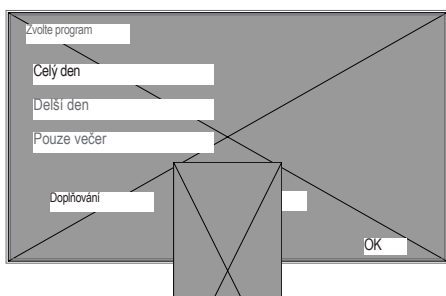 Zvolte program
Celý den
Delší den
Pouze večer
Doplňování
OK